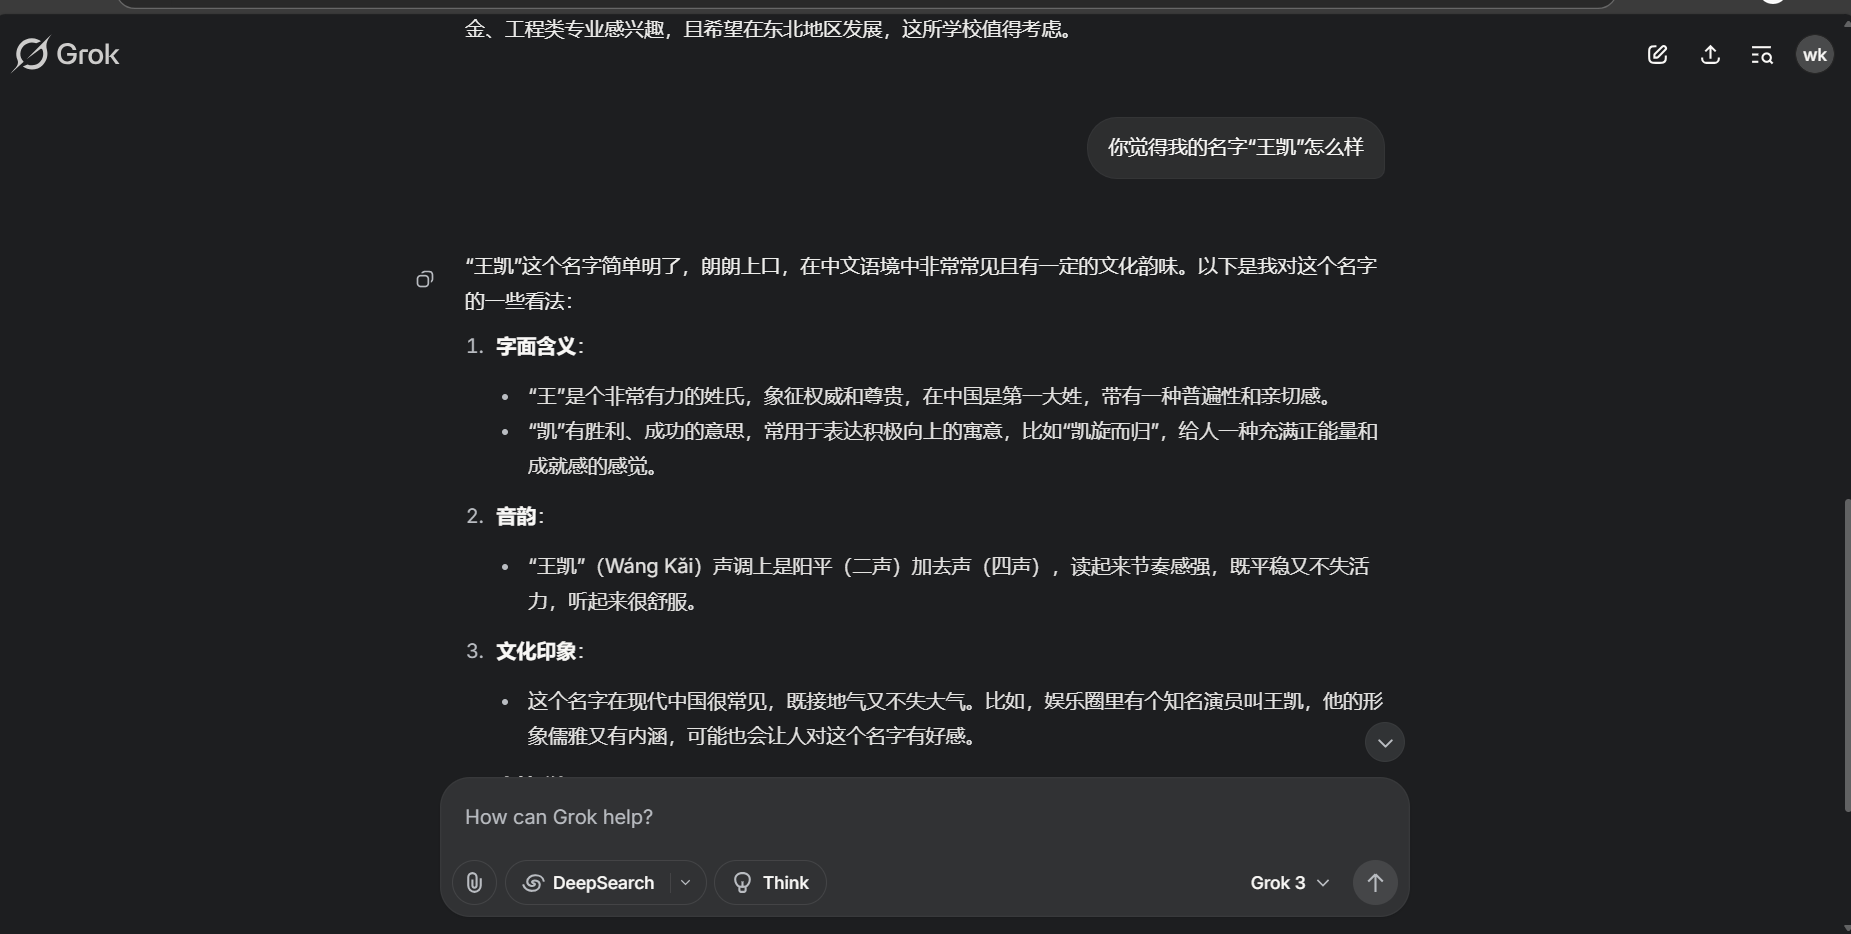 金、工程类专业感兴趣，且希望在东北地区发展，这所学校值得考虑。
Grok
wk
你觉得我的名字“王凯”怎么样
“王凯”这个名字简单明了，朗朗上口，在中文语境中非常常见且有一定的文化韵味。以下是我对这个名字
的一些看法：
1. 字面含义：
• “王”是个非常有力的姓氏，象征权威和尊贵，在中国是第一大姓，带有一种普遍性和亲切感。
• “凯”有胜利、成功的意思，常用于表达积极向上的寓意，比如“凯旋而归”，给人一种充满正能量和
成就感的感觉。
2. 音韵：
• “王凯”（Wáng Kǎi）声调上是阳平（二声）加去声（四声），读起来节奏感强，既平稳又不失活
力，听起来很舒服。
3. 文化印象：
• 这个名字在现代中国很常见，既接地气又不失大气。比如，娱乐圈里有个知名演员叫王凯，他的形
象儒雅又有内涵，可能也会让人对这个名字有好感。
How can Grok help?
DeepSearch
Think
Grok 3